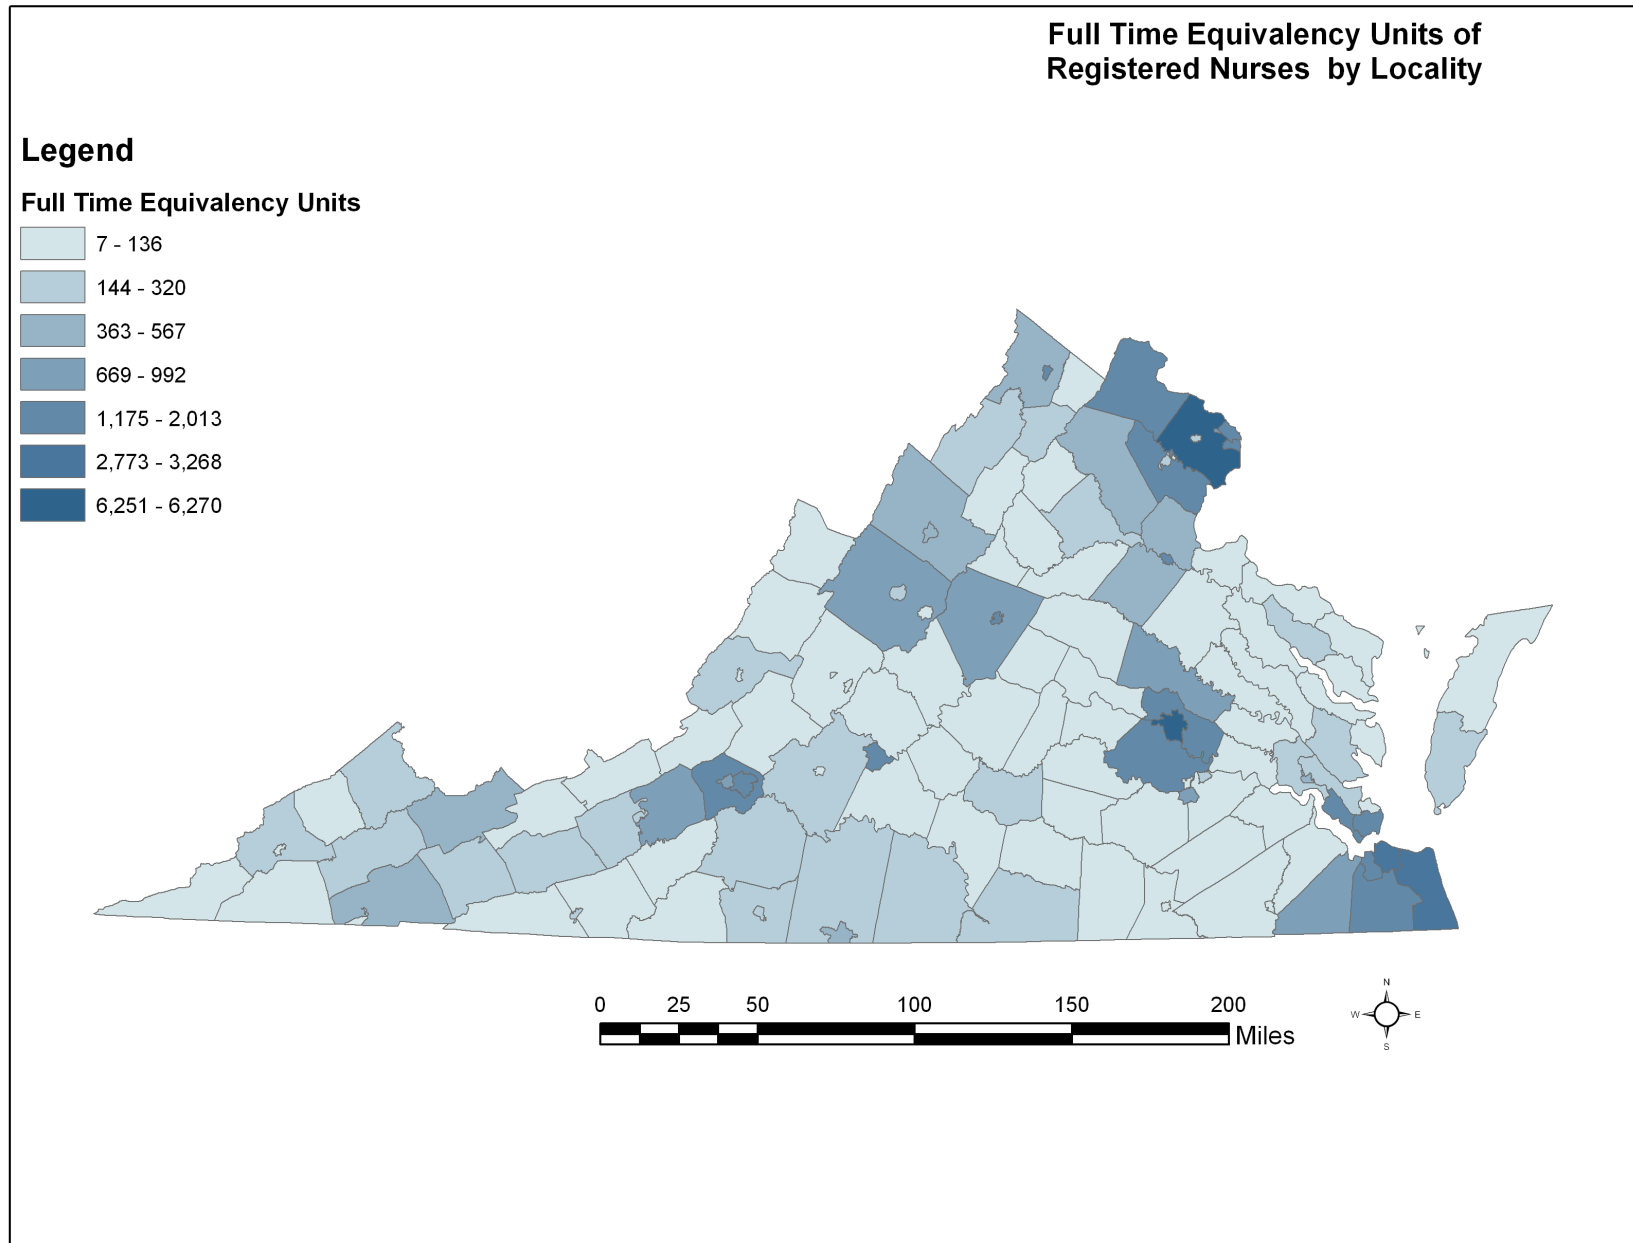 Full Time Equivalency Units of
Registered Nurses by Locality
Legend
Full Time Equivalency Units
7 - 136
144 - 320
363 - 567
669 - 992
1,175 - 2,013
2,773 - 3,268
6,251 - 6,270
0 25 50 100 150 200
Miles
N
W E
S